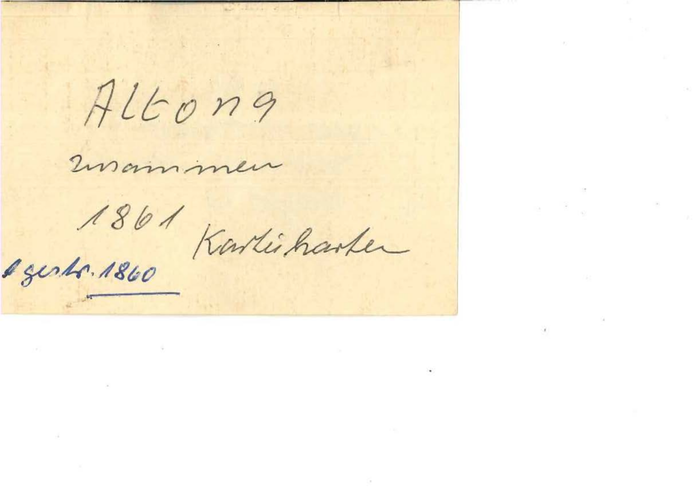 Altona
zusammen
1861
Karteikarten
1 gestr. 1860